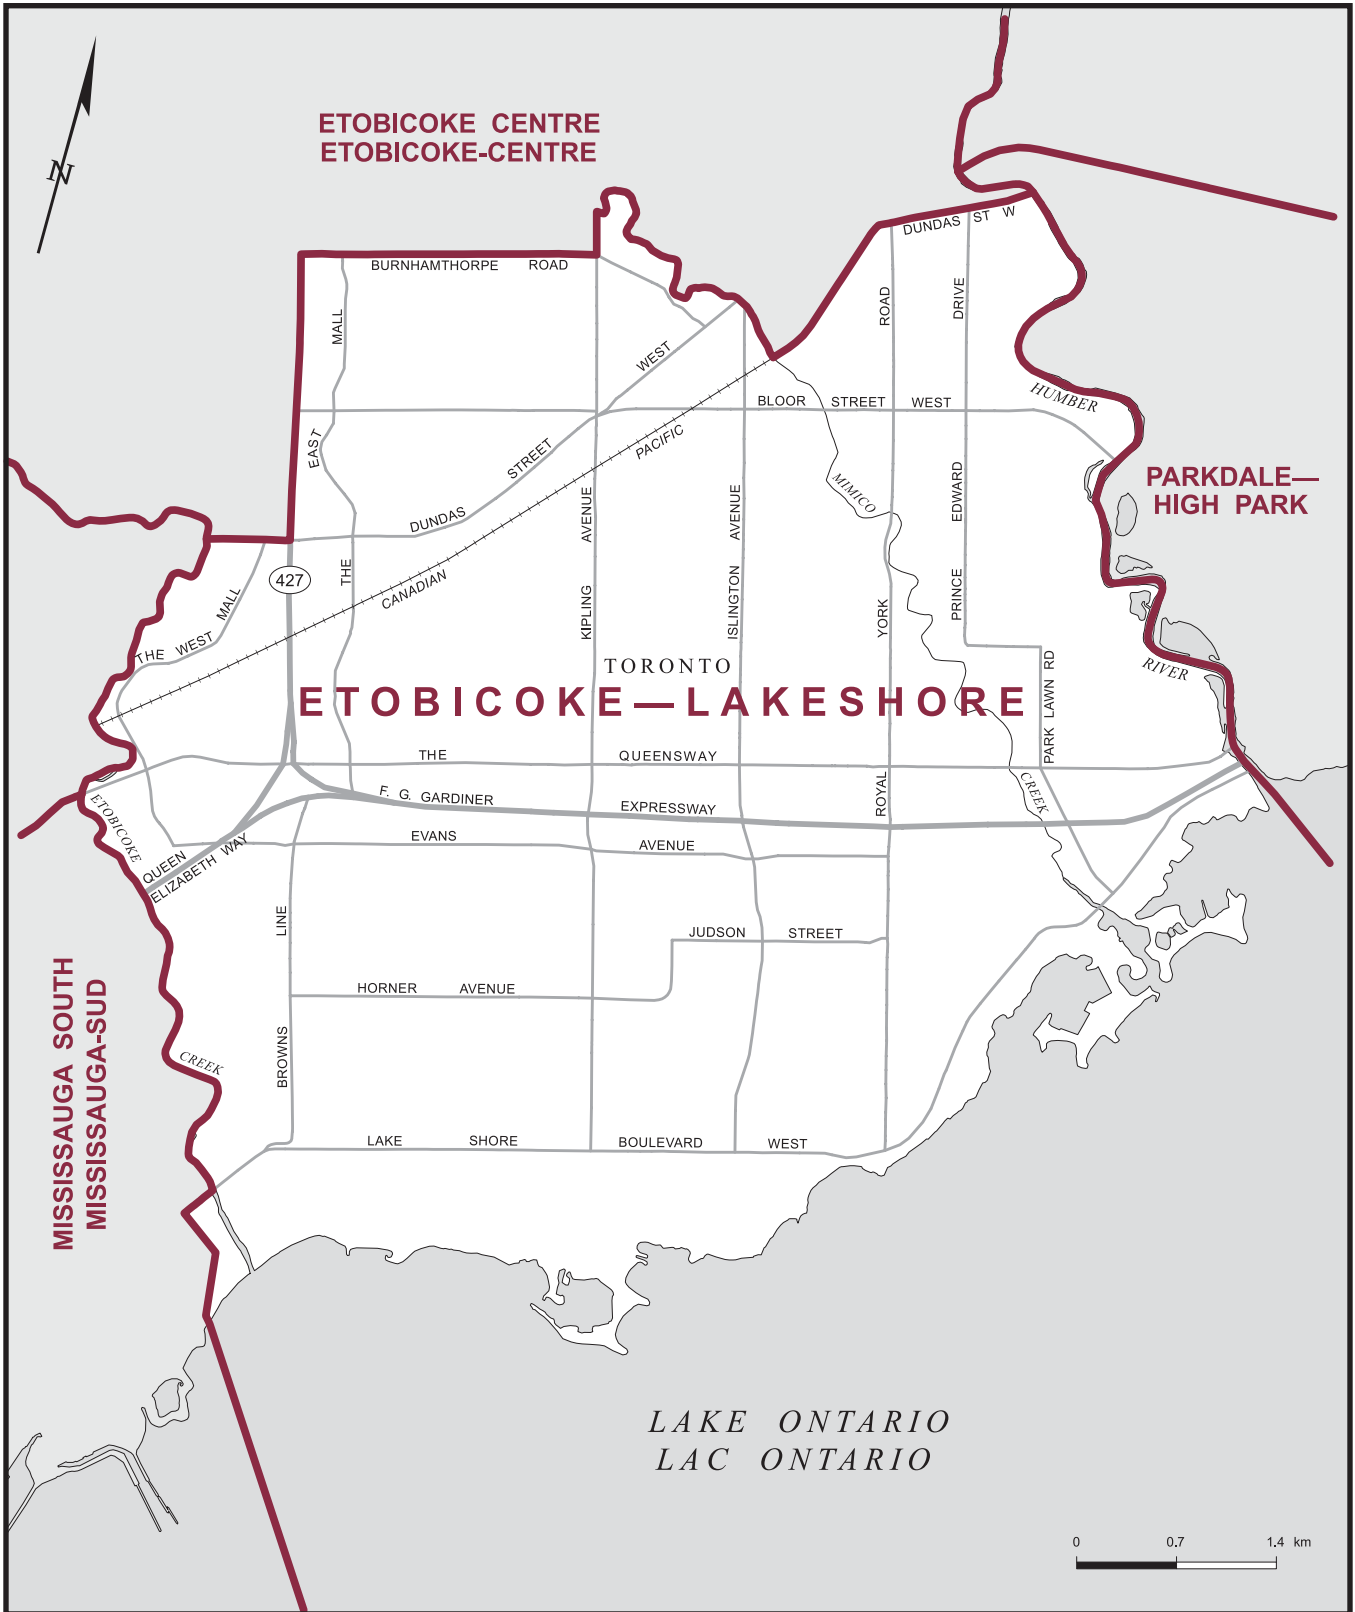 N
ETOBICOKE CENTRE
ETOBICOKE-CENTRE
DUNDAS ST W
BURNHAMTHORPE ROAD
ROAD
DRIVE
MALL
WEST
HUMBER
BLOOR STREET WEST
EAST
STREET
PACIFIC
PARKDALE—
HIGH PARK
MIMICO
EDWARD
AVENUE
AVENUE
DUNDAS
427
THE
CANADIAN
MALL
KIPLING
ISLINGTON
YORK
PRINCE
THE WEST
TORONTO
RIVER
PARK LAWN RD
ETOBICOKE—LAKESHORE
THE QUEENSWAY
CREEK
ROYAL
F. G. GARDINER EXPRESSWAY
ETOBICOKE
EVANS AVENUE
QUEEN
ELIZABETH WAY
LINE
JUDSON STREET
HORNER AVENUE
MISSISSAUGA SOUTH
MISSISSAUGA-SUD
CREEK
BROWNS
LAKE SHORE BOULEVARD WEST
LAKE ONTARIO
LAC ONTARIO
0 0.7 1.4 km